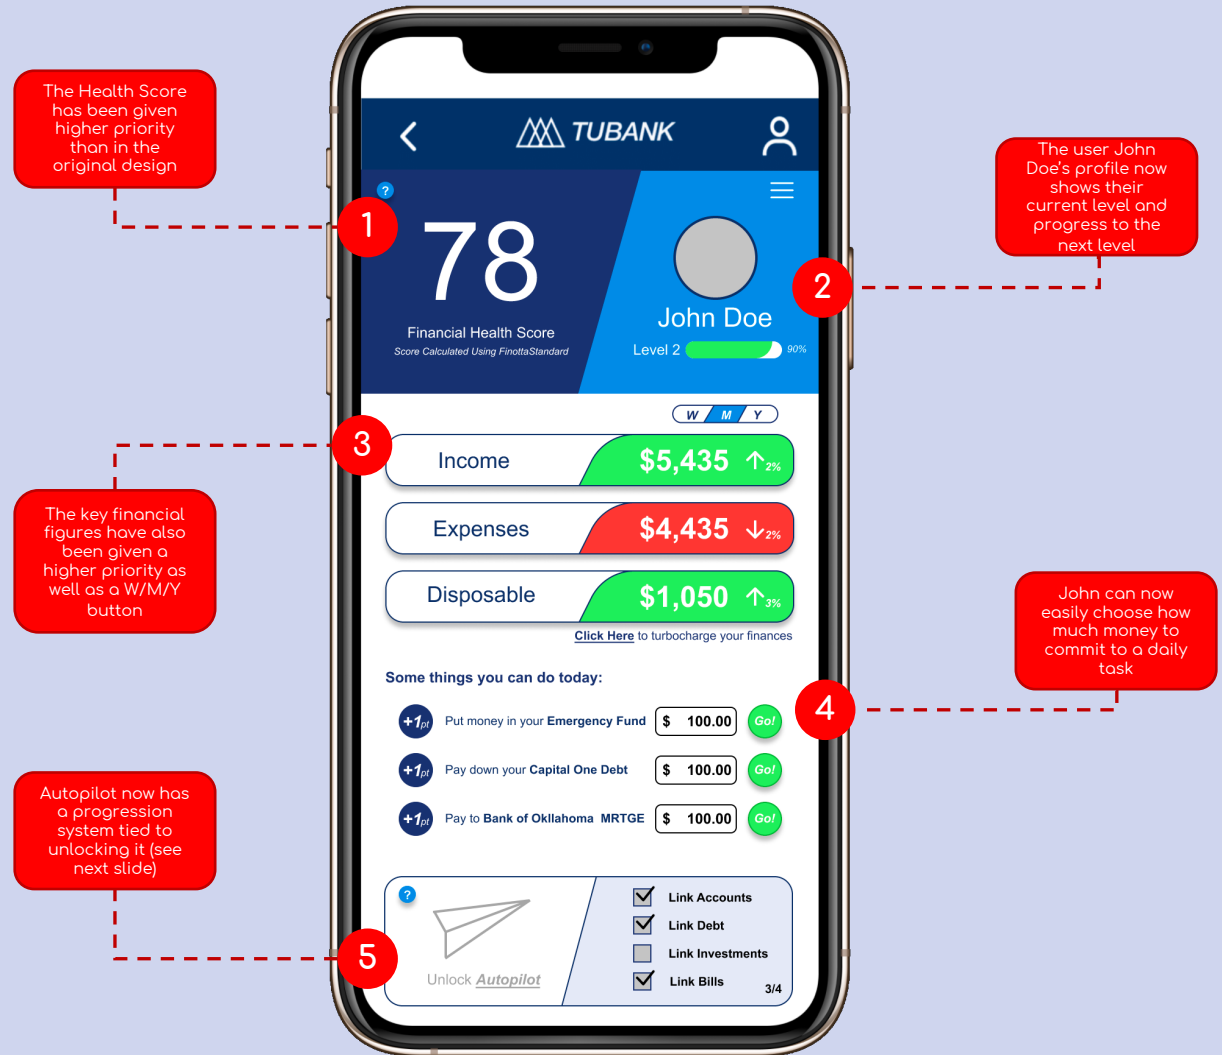 The Health Score
has been given
higher priority
than in the
original design
1
The user John
Doe's profile now
shows their
current level and
progress to the
next level
2
The key financial
figures have also
been given a
higher priority as
well as a W/M/Y
button
3
John can now
easily choose how
much money to
commit to a daily
task
4
Autopilot now has
a progression
system tied to
unlocking it (see
next slide)
5
TUBANK
?
78
Financial Health Score
Score Calculated Using FinottaStandard
John Doe
Level 2 90%
W M Y
Income $5,435 2%
Expenses $4,435 2%
Disposable $1,050 3%
Click Here to turbocharge your finances
Some things you can do today:
+1pt Put money in your Emergency Fund $ 100.00 Go!
+1pt Pay down your Capital One Debt $ 100.00 Go!
+1pt Pay to Bank of Okllahoma MRTGE $ 100.00 Go!
?
Unlock Autopilot
Link Accounts
Link Debt
Link Investments
Link Bills
3/4